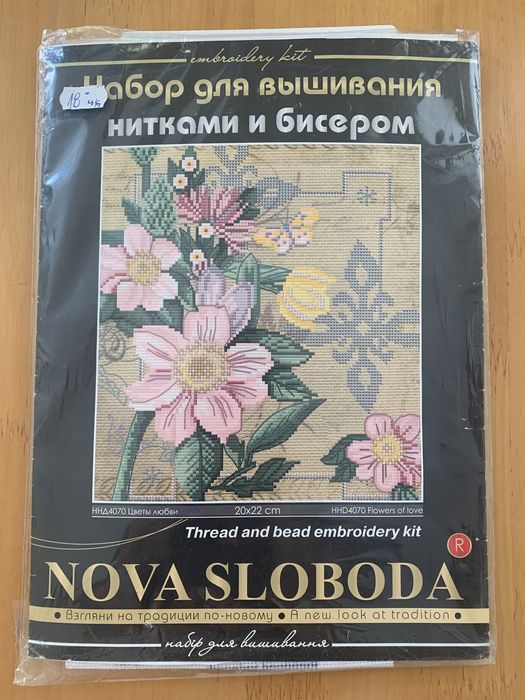 embroidery kit
Набор для вышивания
нитками и бисером
18.-
ННД4070 Цветы любви 20x22 cm HHD4070 Flowers of love
Thread and bead embroidery kit
R
NOVA SLOBODA
• Взгляни на традиции по-новому • A new look at tradition •
набір для вишивання